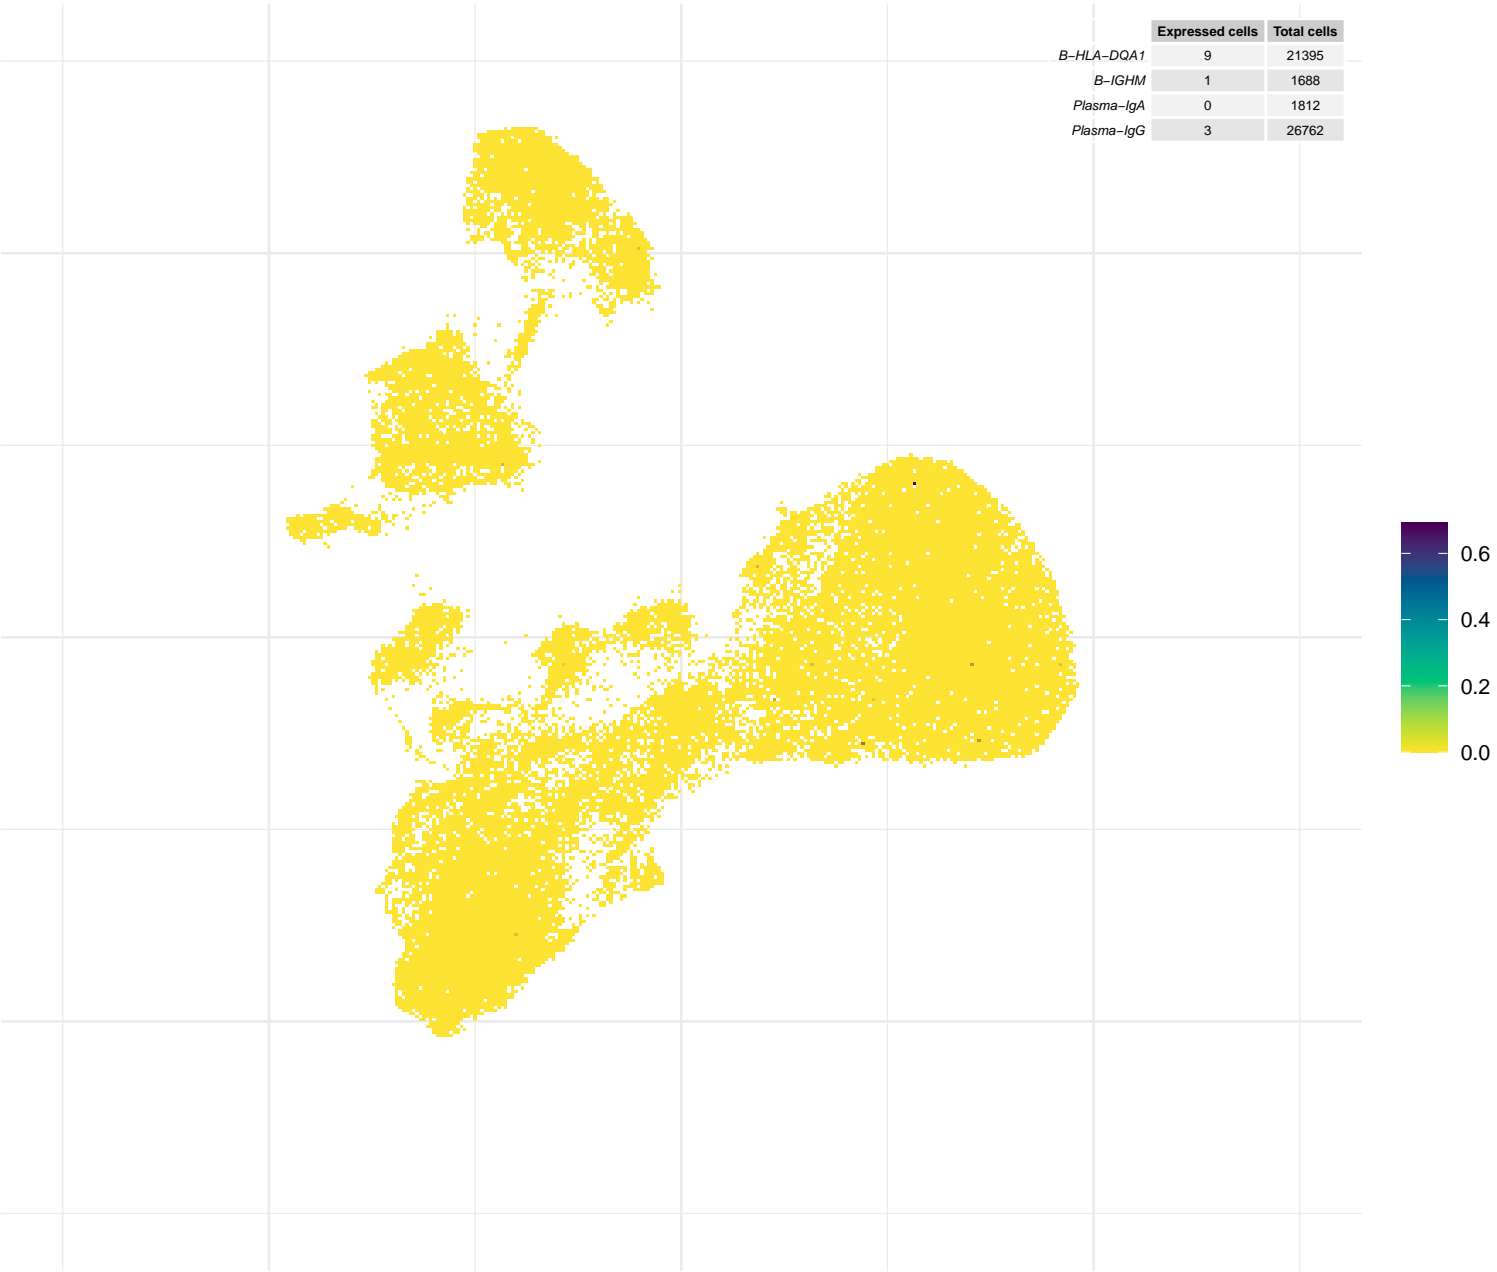 Expressed cells Total cells
B-HLA-DQA1 9 21395
B-IGHM 1 1688
Plasma-IgA 0 1812
Plasma-IgG 3 26762
0.6
0.4
0.2
0.0